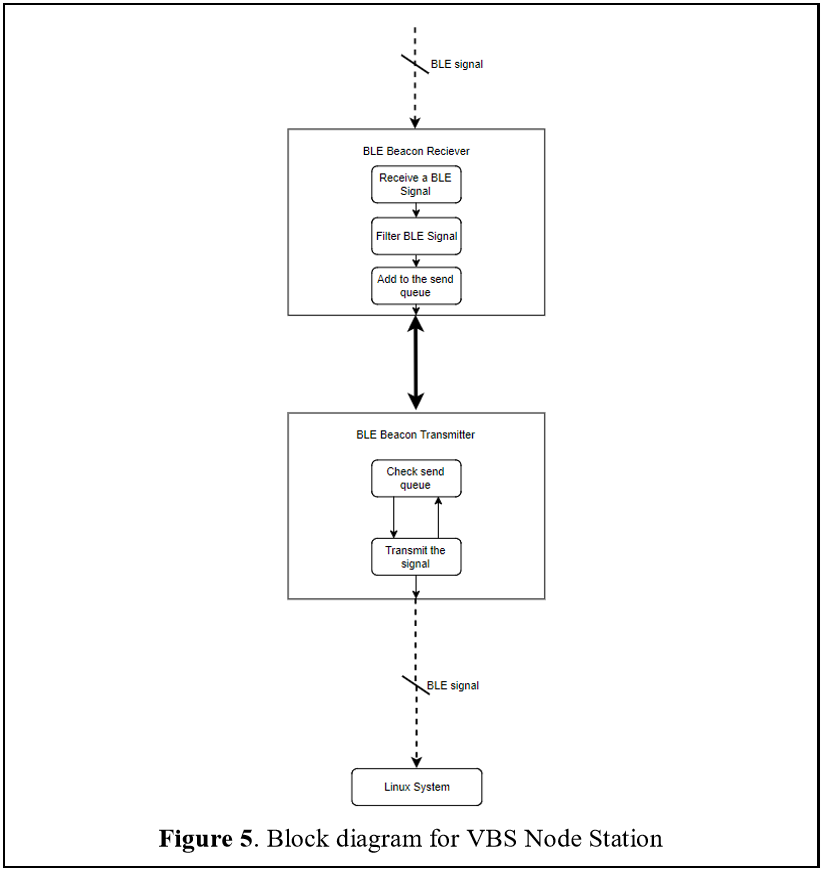 BLE signal
BLE Beacon Reciever
Receive a BLE
Signal
Filter BLE Signal
Add to the send
queue
BLE Beacon Transmitter
Check send
queue
Transmit the
signal
BLE signal
Linux System
Figure 5. Block diagram for VBS Node Station